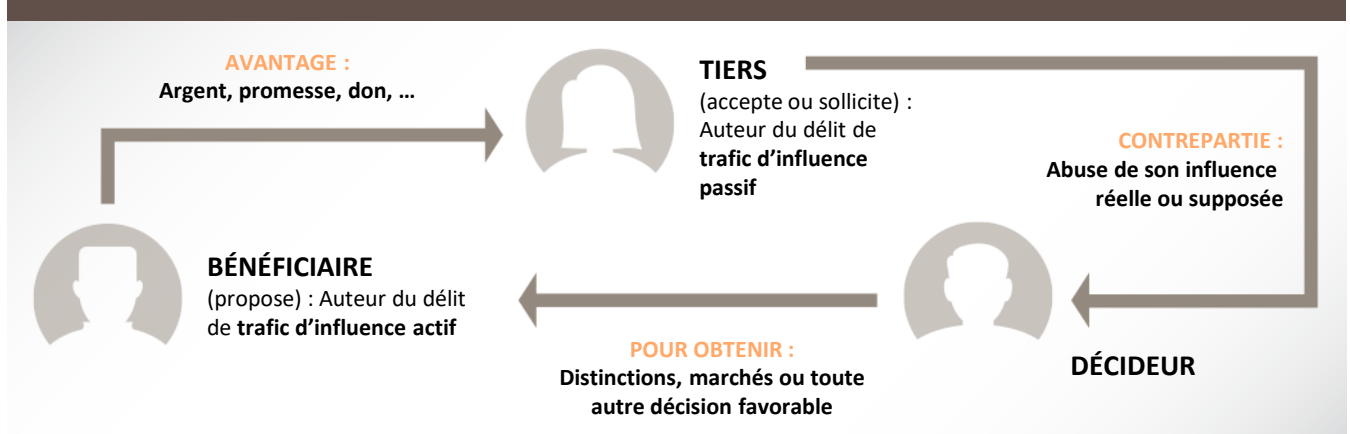 AVANTAGE :
Argent, promesse, don, …
TIERS
(accepte ou sollicite) :
Auteur du délit de
trafic d’influence
passif
CONTREPARTIE :
Abuse de son influence
réelle ou supposée
BÉNÉFICIAIRE
(propose) : Auteur du délit
de trafic d’influence actif
POUR OBTENIR :
Distinctions, marchés ou toute
autre décision favorable
DÉCIDEUR